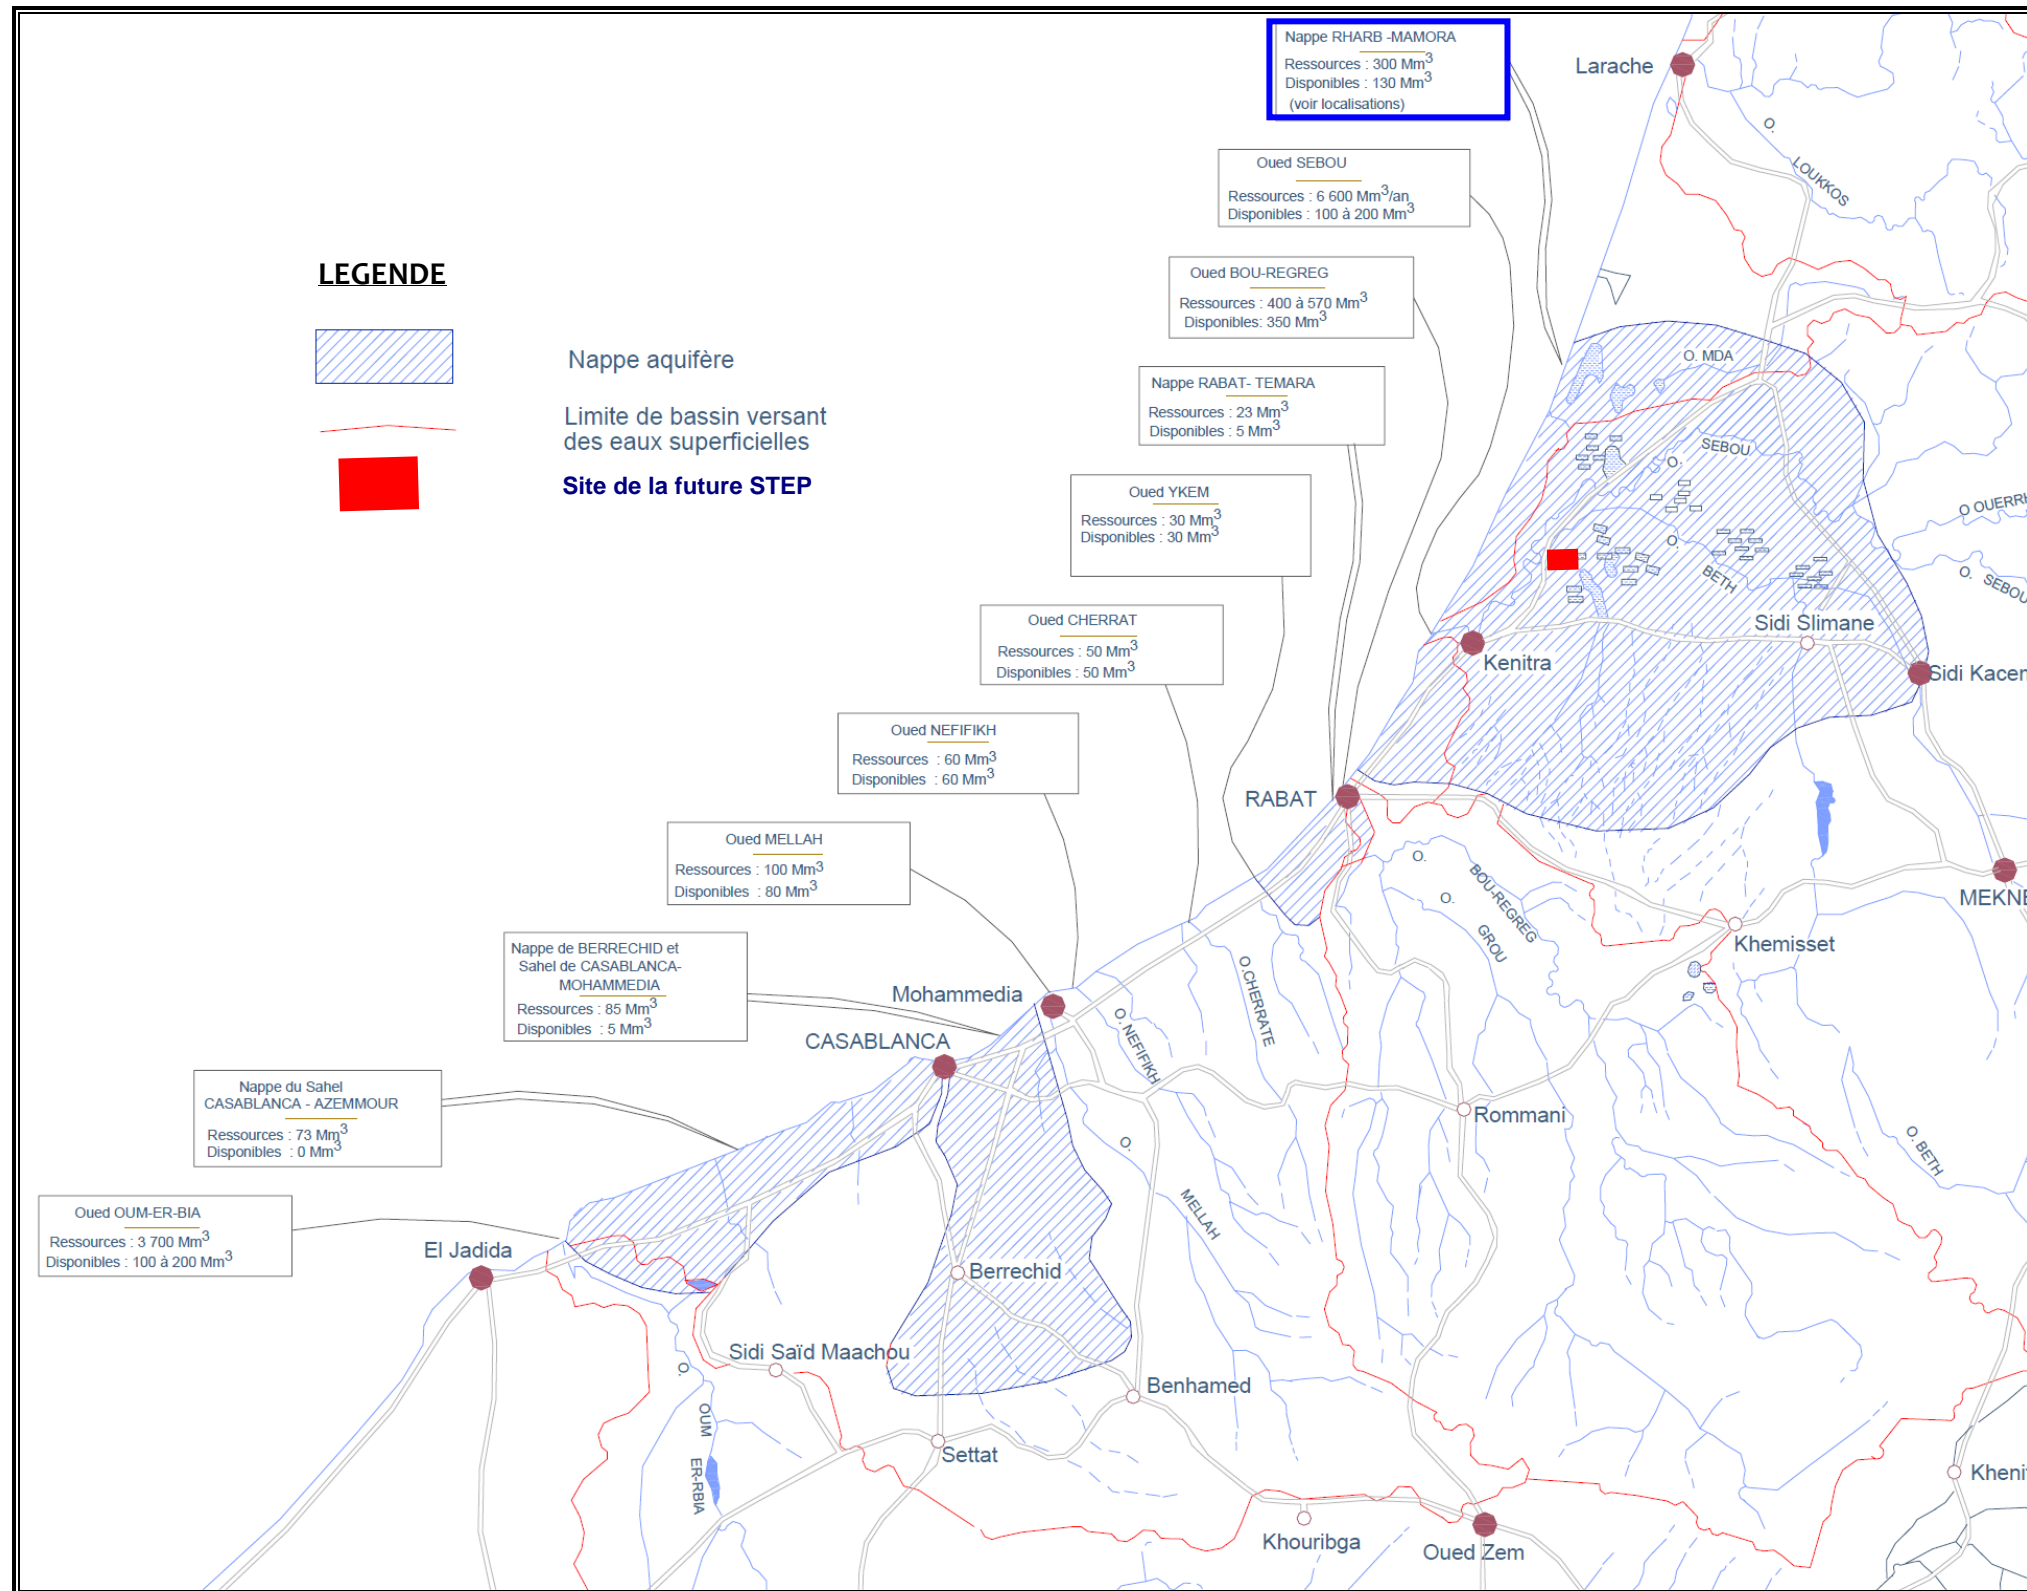 Nappe RHARB -MAMORA
Ressources : 300 Mm3
Disponibles : 130 Mm3
(voir localisations)
Larache
O.
LOUKKOS
Oued SEBOU
Ressources : 6 600 Mm3/an
Disponibles : 100 à 200 Mm3
LEGENDE
Nappe aquifère
Limite de bassin versant
des eaux superficielles
Site de la future STEP
Oued BOU-REGREG
Ressources : 400 à 570 Mm3
Disponibles: 350 Mm3
O. MDA
Nappe RABAT- TEMARA
Ressources : 23 Mm3
Disponibles : 5 Mm3
O.
SEBOU
Oued YKEM
Ressources : 30 Mm3
Disponibles : 30 Mm3
O OUERRH
O.
BETH
O. SEBOU
Oued CHERRAT
Ressources : 50 Mm3
Disponibles : 50 Mm3
Sidi Slimane
Kenitra
Sidi Kacem
Oued NEFIFIKH
Ressources : 60 Mm3
Disponibles : 60 Mm3
RABAT
Oued MELLAH
Ressources : 100 Mm3
Disponibles : 80 Mm3
O.
BOU-REGREG
O.
GROU
MEKNE
Khemisset
Nappe de BERRECHID et
Sahel de CASABLANCA-
MOHAMMEDIA
Ressources : 85 Mm3
Disponibles : 5 Mm3
Mohammedia
O.CHERRATE
O. NEFIFIKH
CASABLANCA
Nappe du Sahel
CASABLANCA - AZEMMOUR
Ressources : 73 Mm3
Disponibles : 0 Mm3
Rommani
O.
MELLAH
O. BETH
Oued OUM-ER-BIA
Ressources : 3 700 Mm3
Disponibles : 100 à 200 Mm3
El Jadida
Berrechid
Sidi Saïd Maachou
O.
OUM
ER-RBIA
Benhamed
Settat
Khenif
Khouribga
Oued Zem